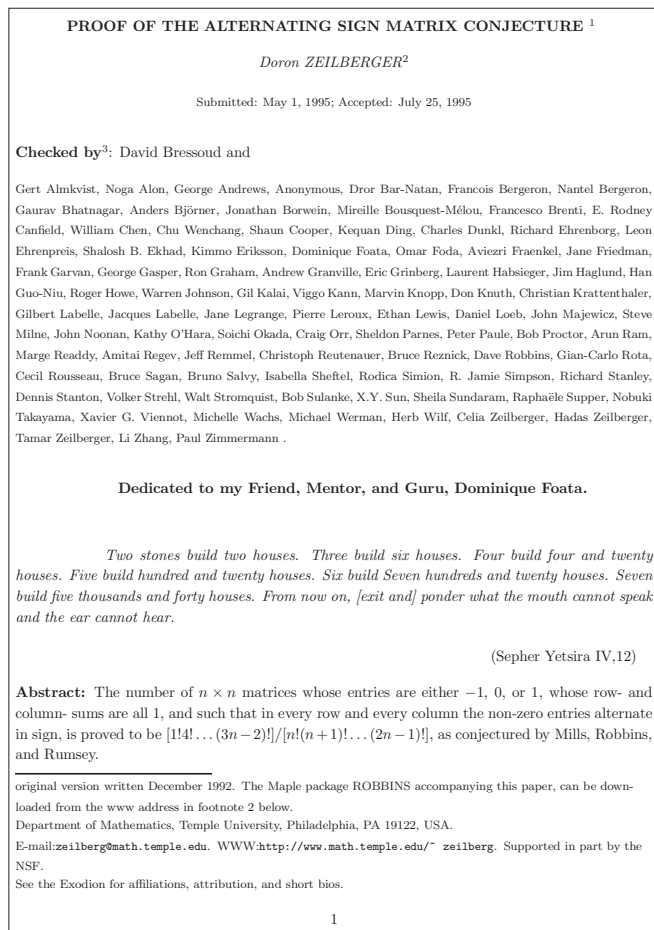 PROOF OF THE ALTERNATING SIGN MATRIX CONJECTURE 1
Doron ZEILBERGER2
Submitted: May 1, 1995; Accepted: July 25, 1995
Checked by3: David Bressoud and
Gert Almkvist, Noga Alon, George Andrews, Anonymous, Dror Bar-Natan, Francois Bergeron, Nantel Bergeron,
Gaurav Bhatnagar, Anders Björner, Jonathan Borwein, Mireille Bousquest-Mélou, Francesco Brenti, E. Rodney
Canfield, William Chen, Chu Wenchang, Shaun Cooper, Kequan Ding, Charles Dunkl, Richard Ehrenborg, Leon
Ehrenpreis, Shalosh B. Ekhad, Kimmo Eriksson, Dominique Foata, Omar Foda, Aviezri Fraenkel, Jane Friedman,
Frank Garvan, George Gasper, Ron Graham, Andrew Granville, Eric Grinberg, Laurent Habsieger, Jim Haglund, Han
Guo-Niu, Roger Howe, Warren Johnson, Gil Kalai, Viggo Kann, Marvin Knopp, Don Knuth, Christian Krattenthaler,
Gilbert Labelle, Jacques Labelle, Jane Legrange, Pierre Leroux, Ethan Lewis, Daniel Loeb, John Majewicz, Steve
Milne, John Noonan, Kathy O'Hara, Soichi Okada, Craig Orr, Sheldon Parnes, Peter Paule, Bob Proctor, Arun Ram,
Marge Readdy, Amitai Regev, Jeff Remmel, Christoph Reutenauer, Bruce Reznick, Dave Robbins, Gian-Carlo Rota,
Cecil Rousseau, Bruce Sagan, Bruno Salvy, Isabella Sheftel, Rodica Simion, R. Jamie Simpson, Richard Stanley,
Dennis Stanton, Volker Strehl, Walt Stromquist, Bob Sulanke, X.Y. Sun, Sheila Sundaram, Raphaële Supper, Nobuki
Takayama, Xavier G. Viennot, Michelle Wachs, Michael Werman, Herb Wilf, Celia Zeilberger, Hadas Zeilberger,
Tamar Zeilberger, Li Zhang, Paul Zimmermann .
Dedicated to my Friend, Mentor, and Guru, Dominique Foata.
Two stones build two houses. Three build six houses. Four build four and twenty
houses. Five build hundred and twenty houses. Six build Seven hundreds and twenty houses. Seven
build five thousands and forty houses. From now on, [exit and] ponder what the mouth cannot speak
and the ear cannot hear.
(Sepher Yetsira IV,12)
Abstract: The number of n × n matrices whose entries are either −1, 0, or 1, whose row- and
column- sums are all 1, and such that in every row and every column the non-zero entries alternate
in sign, is proved to be [1!4! . . . (3n−2)!]/[n!(n+1)! . . . (2n−1)!], as conjectured by Mills, Robbins,
and Rumsey.
original version written December 1992. The Maple package ROBBINS accompanying this paper, can be down-
loaded from the www address in footnote 2 below.
Department of Mathematics, Temple University, Philadelphia, PA 19122, USA.
E-mail:zeilberg@math.temple.edu. WWW:http://www.math.temple.edu/~ zeilberg. Supported in part by the
NSF.
See the Exodion for affiliations, attribution, and short bios.
1